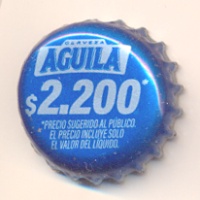 CERVEZA
AGUILA
$2.200*
*PRECIO SUGERIDO AL PÚBLICO.
EL PRECIO INCLUYE SOLO
EL VALOR DEL LÍQUIDO.